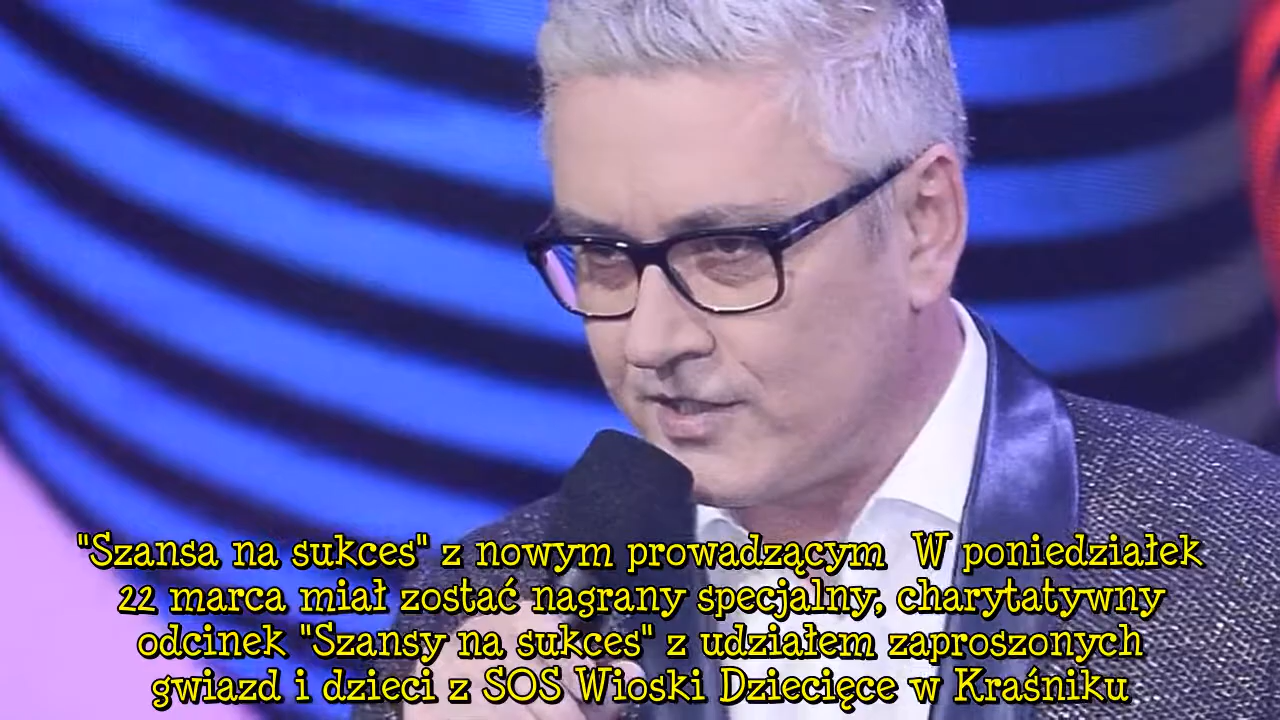 "Szansa na sukces" z nowym prowadzącym  W poniedziałek
22 marca miał zostać nagrany specjalny, charytatywny
odcinek "Szansy na sukces" z udziałem zaproszonych
gwiazd i dzieci z SOS Wioski Dziecięce w Kraśniku